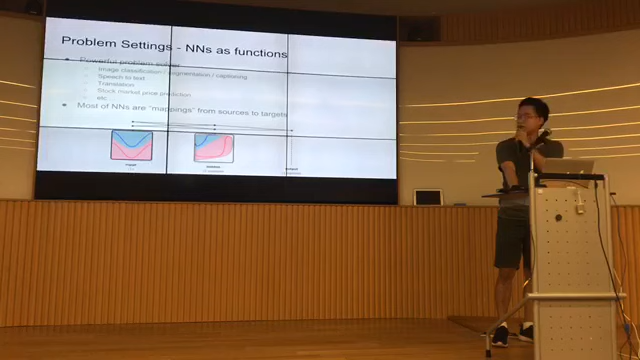 Problem Settings - NNs as functions
Powerful problem solver
Image classification / segmentation / captioning
Speech to text
Translation
Stock market price prediction
etc
Most of NNs are "mappings" from sources to targets